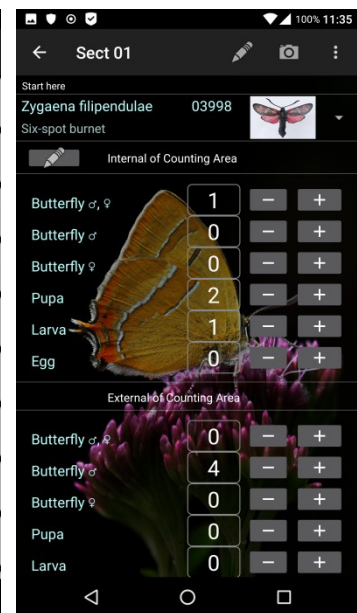 100% 11:35
Sect 01
Start here
Zygaena filipendulae 03998
Six-spot burnet
Internal of Counting Area
Butterfly ♂, ♀ 1 − +
Butterfly ♂ 0 − +
Butterfly ♀ 0 − +
Pupa 2 − +
Larva 1 − +
Egg 0 − +
External of Counting Area
Butterfly ♂, ♀ 0 − +
Butterfly ♂ 4 − +
Butterfly ♀ 0 − +
Pupa 0 − +
Larva 0 − +